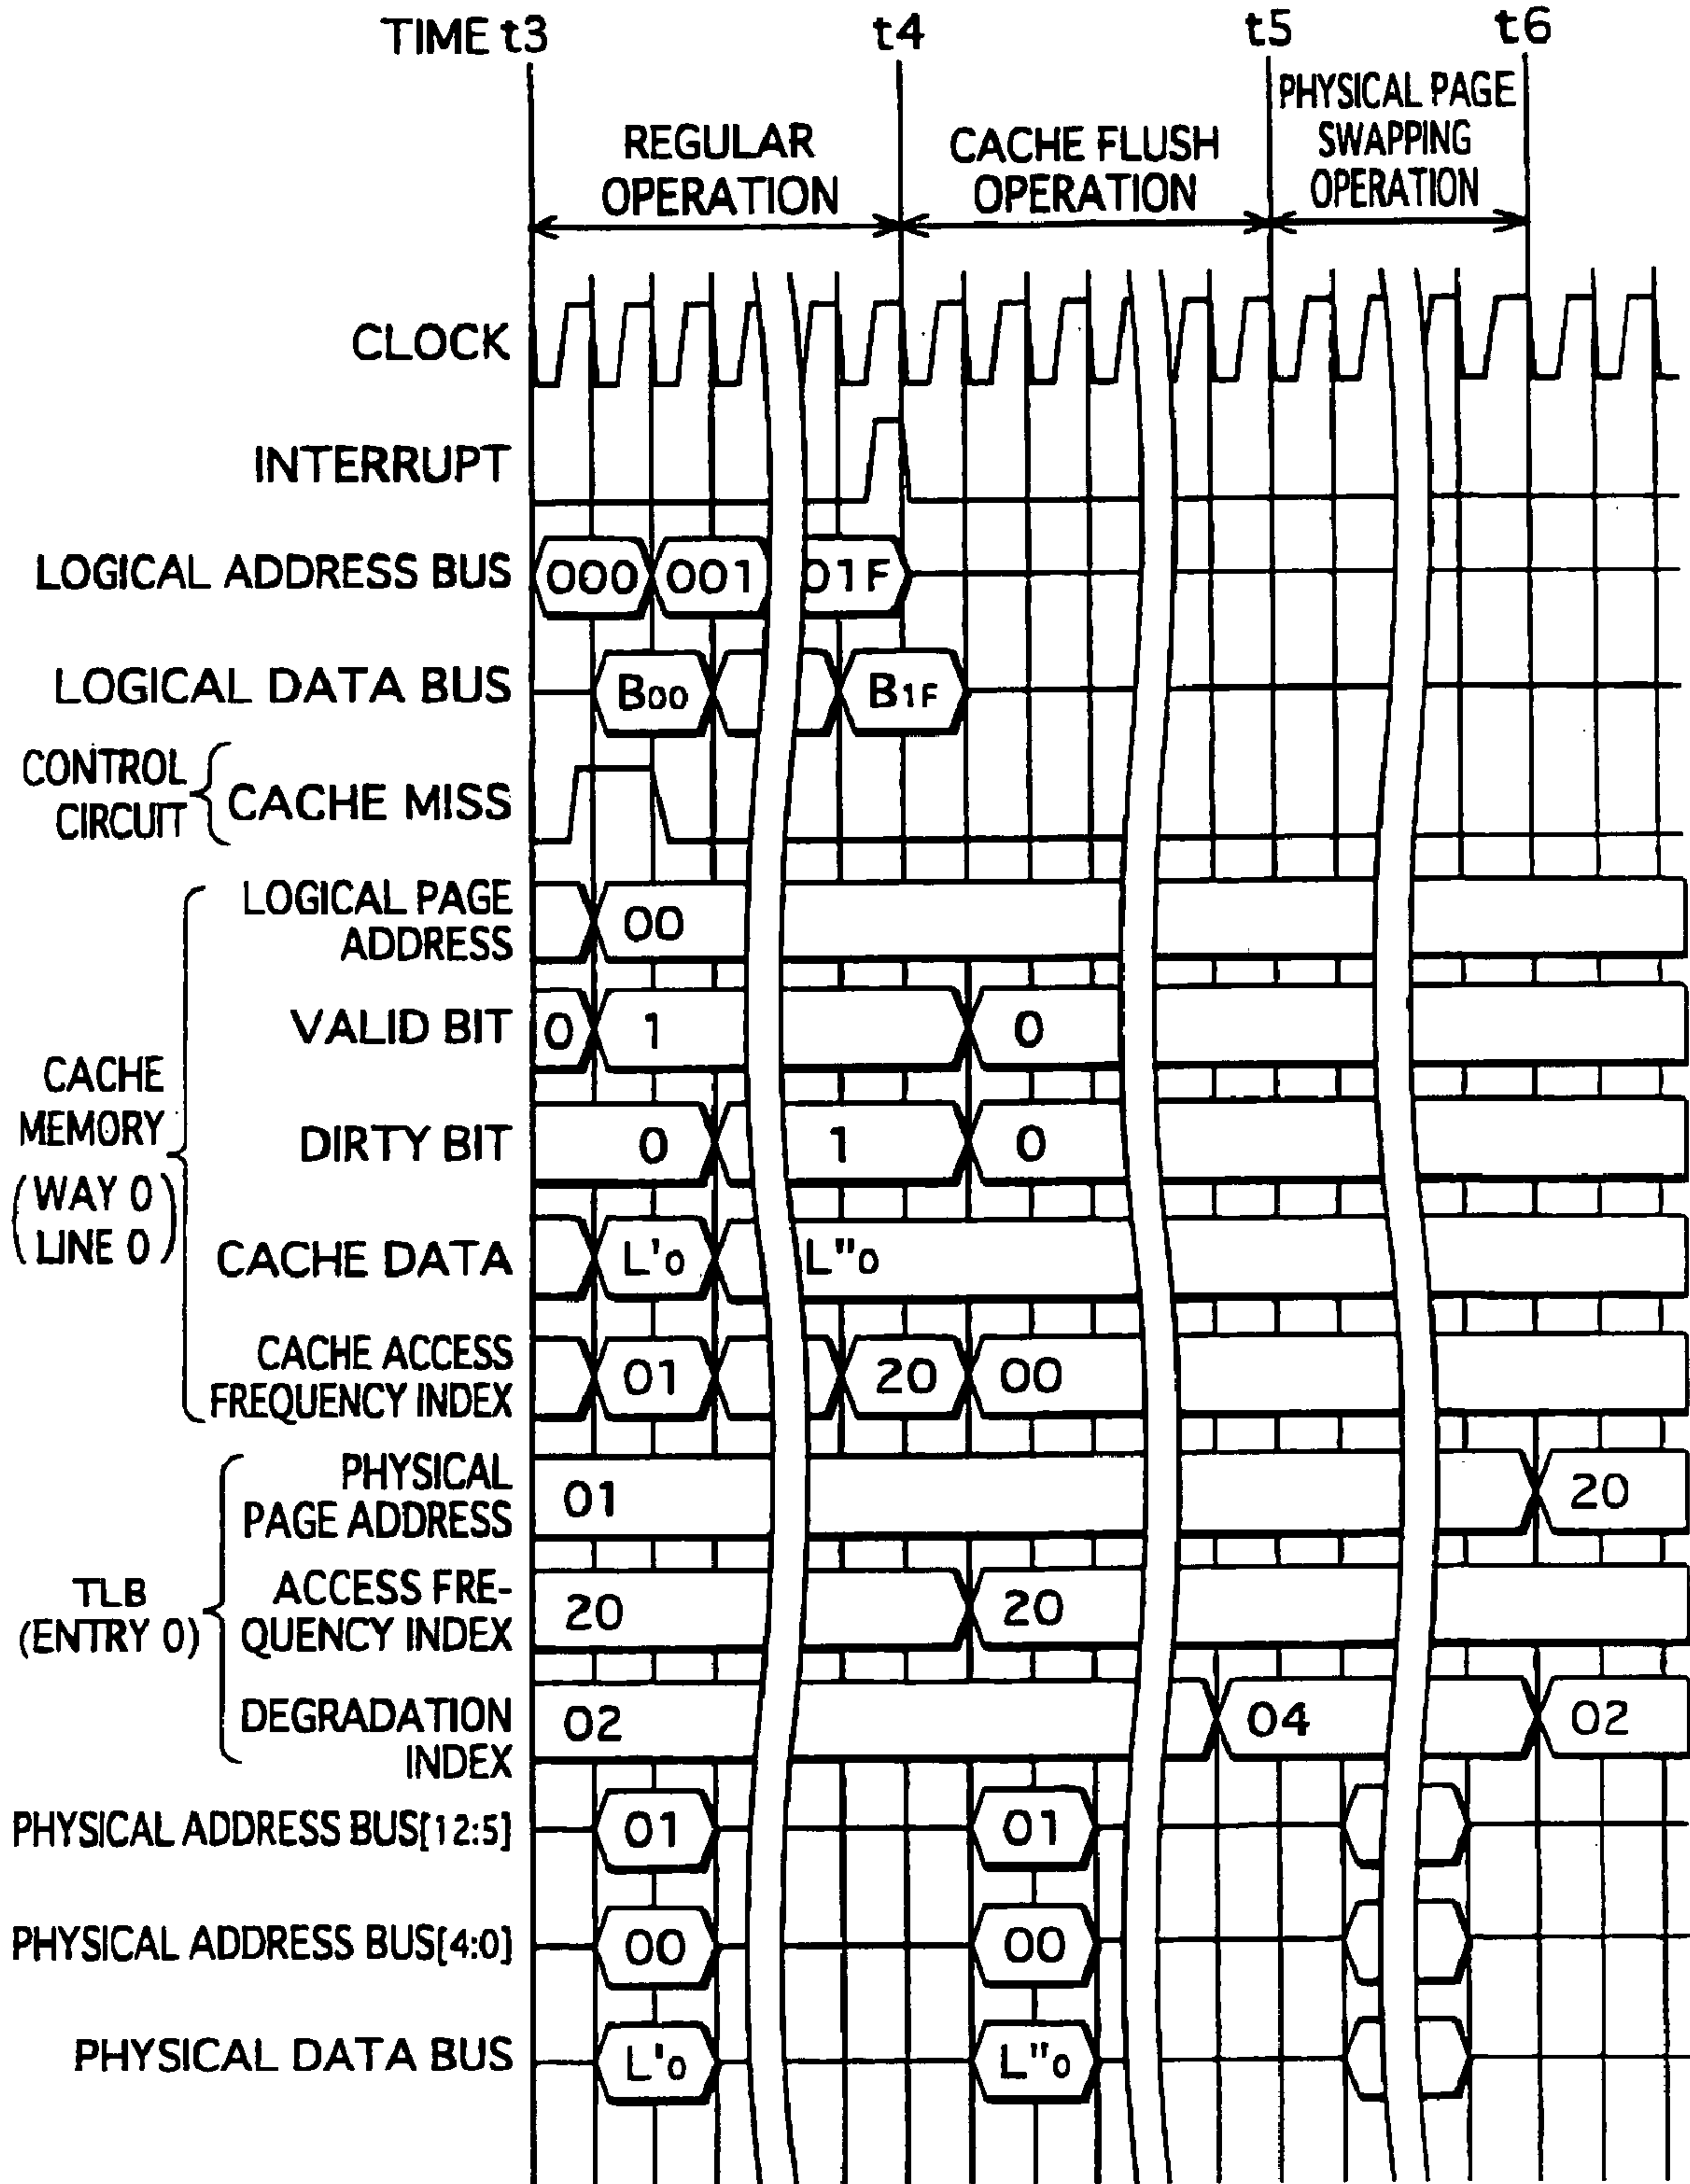 TIME t3 t4 t5 t6
REGULAR
OPERATION
CACHE FLUSH
OPERATION
PHYSICAL PAGE
SWAPPING
OPERATION
CLOCK
INTERRUPT
LOGICAL ADDRESS BUS 000 001 01F
LOGICAL DATA BUS B00 B1F
CONTROL
CIRCUIT
CACHE MISS
CACHE
MEMORY
(WAY 0
LINE 0)
LOGICAL PAGE
ADDRESS
00
VALID BIT 0 1 0
DIRTY BIT 0 1 0
CACHE DATA L'0 L"0
CACHE ACCESS
FREQUENCY INDEX
01 20 00
TLB
(ENTRY 0)
PHYSICAL
PAGE ADDRESS
01 20
ACCESS FRE-
QUENCY INDEX
20 20
DEGRADATION
INDEX
02 04 02
PHYSICAL ADDRESS BUS[12:5] 01 01
PHYSICAL ADDRESS BUS[4:0] 00 00
PHYSICAL DATA BUS L'0 L"0